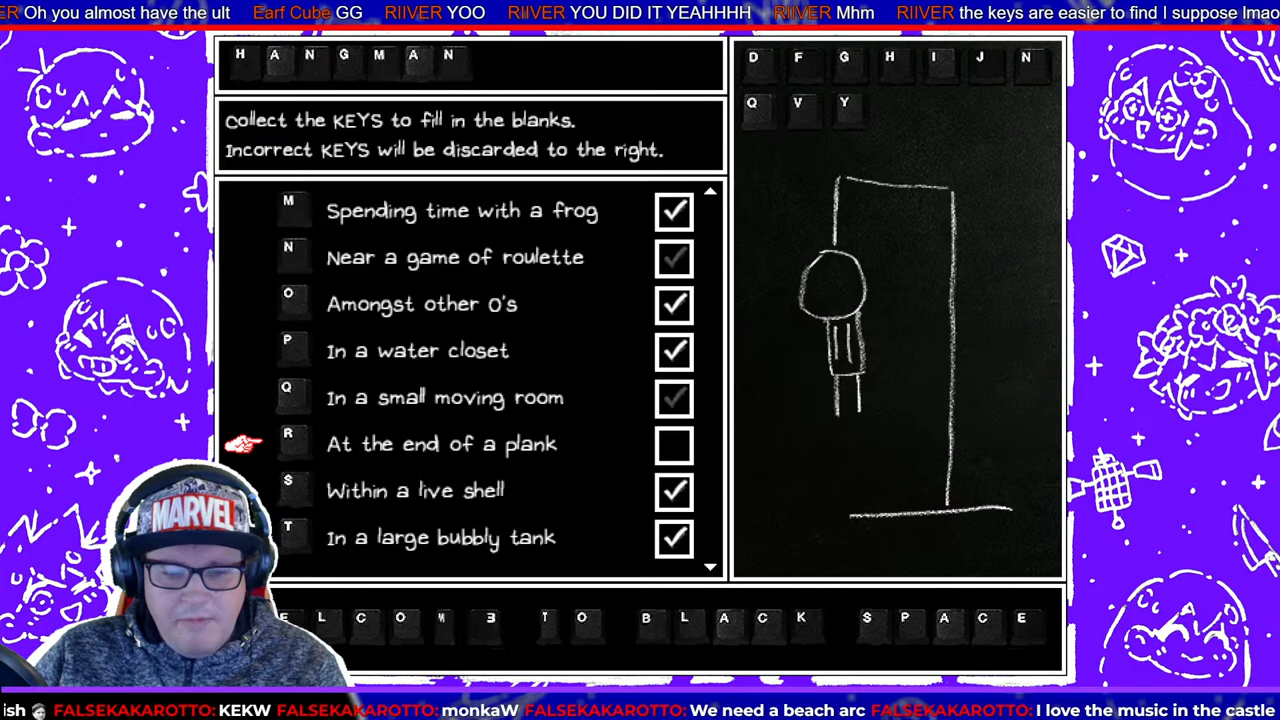 ER Oh you almost have the ult Earf Cube GG RIIVER YOO RIIVER YOU DID IT YEAHHHH RIIVER Mhm RIIVER the keys are easier to find I suppose lmao
H A N G M A N
D F G H I J N
Q V Y
Collect the KEYS to fill in the blanks.
Incorrect KEYS will be discarded to the right.
M Spending time with a frog
N Near a game of roulette
O Amongst other O's
P In a water closet
Q In a small moving room
R At the end of a plank
S Within a live shell
T In a large bubbly tank
MARVEL
E L C O M 3 T O B L A C K S P A C E
ish FALSEKAKAROTTO: KEKW FALSEKAKAROTTO: monkaW FALSEKAKAROTTO: We need a beach arc FALSEKAKAROTTO: I love the music in the castle